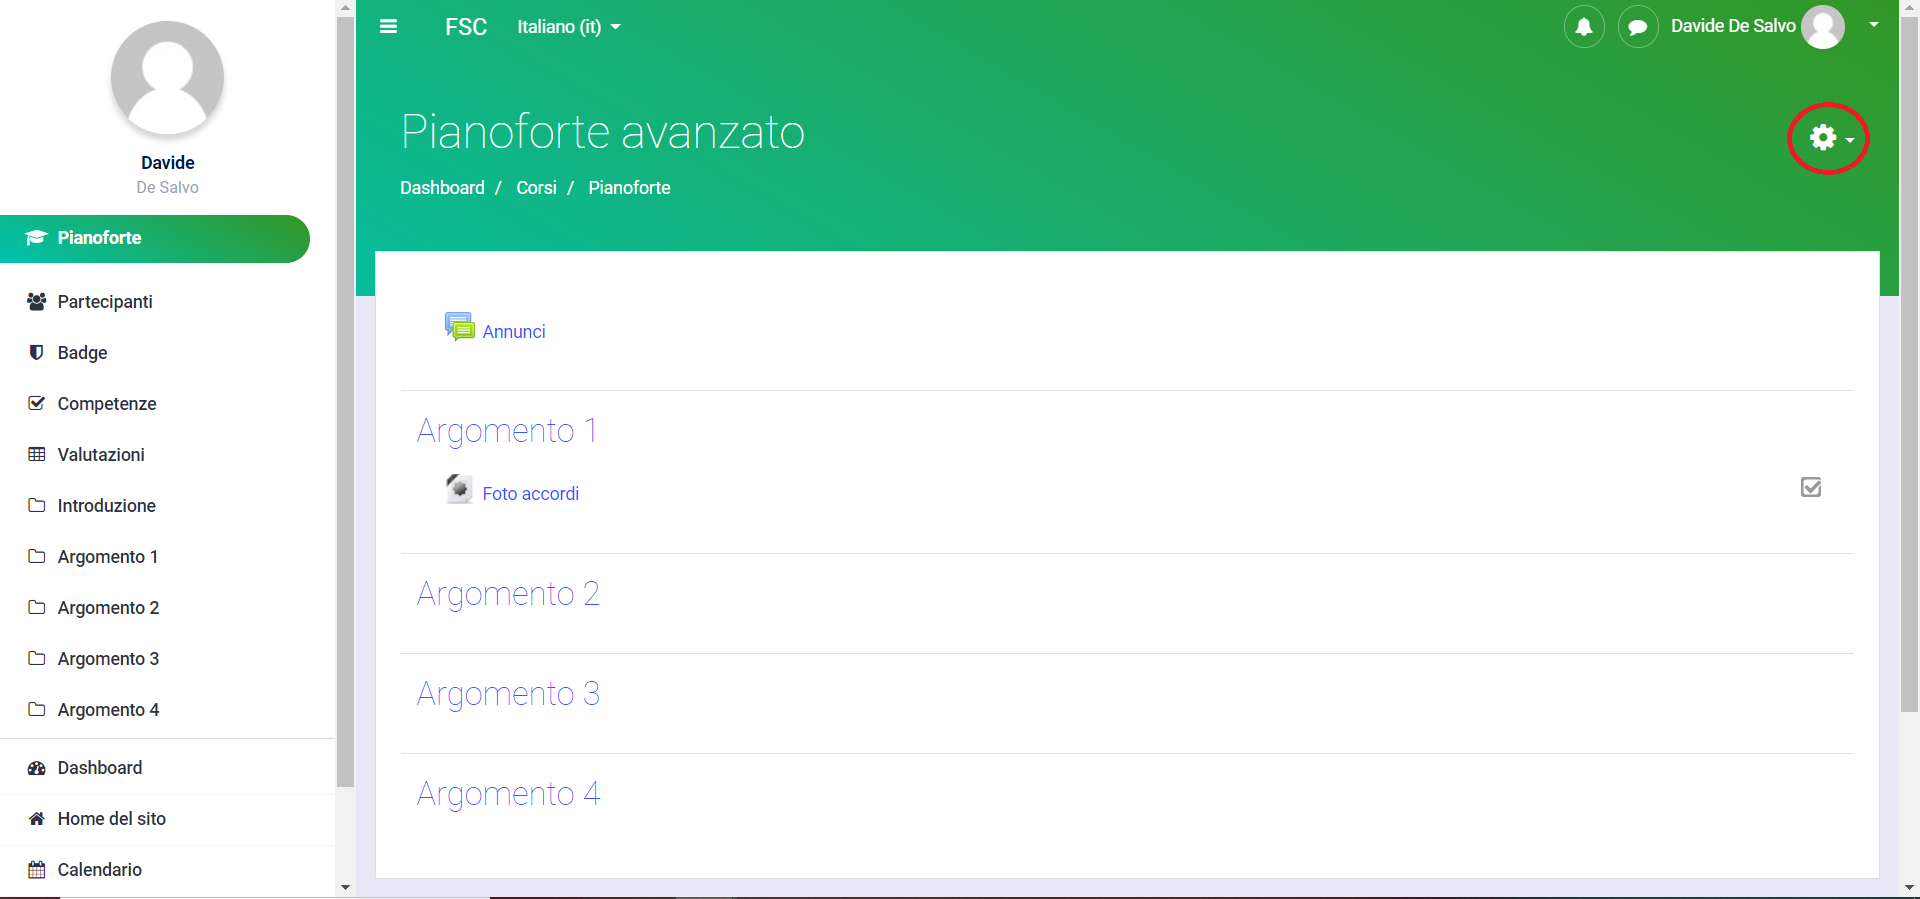 Davide
De Salvo
Pianoforte
Partecipanti
Badge
Competenze
Valutazioni
Introduzione
Argomento 1
Argomento 2
Argomento 3
Argomento 4
Dashboard
Home del sito
Calendario
FSC Italiano (it)
Davide De Salvo
Pianoforte avanzato
Dashboard / Corsi / Pianoforte
Annunci
Argomento 1
Foto accordi
Argomento 2
Argomento 3
Argomento 4